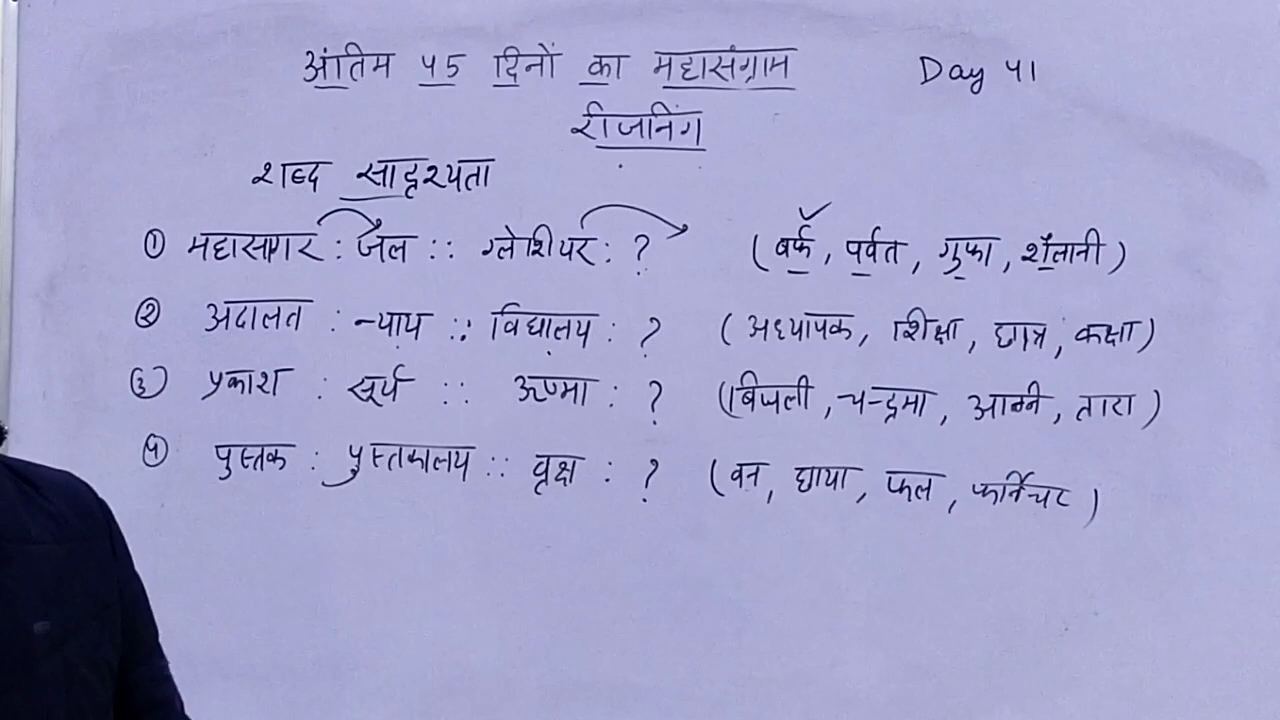 अंतिम 45 दिनों का महासंग्राम Day 41
रीजनिंग
शब्द सादृश्यता
① महासागर : जल :: ग्लेशियर : ? (बर्फ, पर्वत, गुफा, शैलानी)
② अदालत : न्याय :: विद्यालय : ? (अध्यापक, शिक्षा, छात्र, कक्षा)
③ प्रकाश : सूर्य :: ऊष्मा : ? (बिजली, चन्द्रमा, अग्नि, तारा)
④ पुस्तक : पुस्तकालय :: वृक्ष : ? (वन, छाया, फल, फर्निचर)